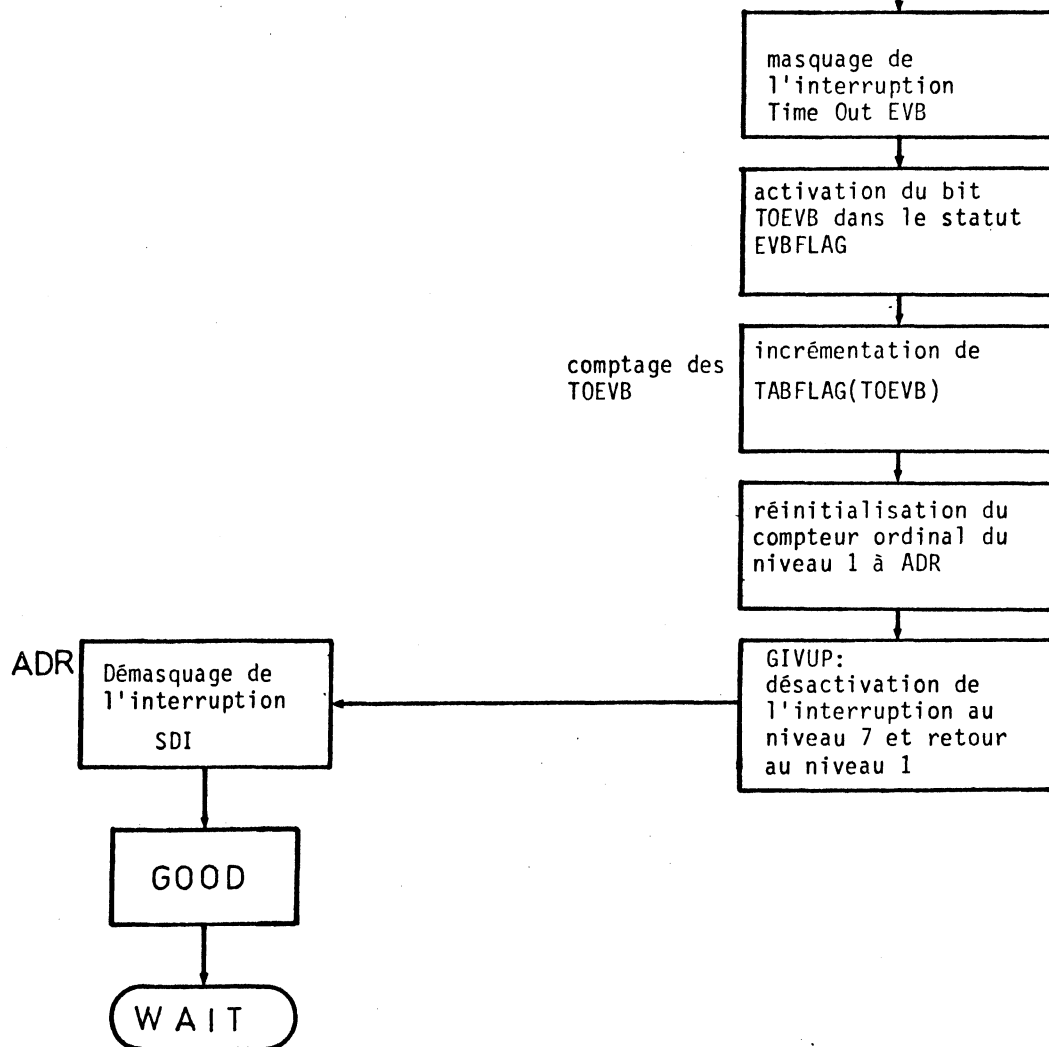 masquage de
l'interruption
Time Out EVB
activation du bit
TOEVB dans le statut
EVBFLAG
comptage des
TOEVB
incrémentation de
TABFLAG(TOEVB)
réinitialisation du
compteur ordinal du
niveau 1 à ADR
GIVUP:
désactivation de
l'interruption au
niveau 7 et retour
au niveau 1
ADR
Démasquage de
l'interruption
SDI
GOOD
WAIT